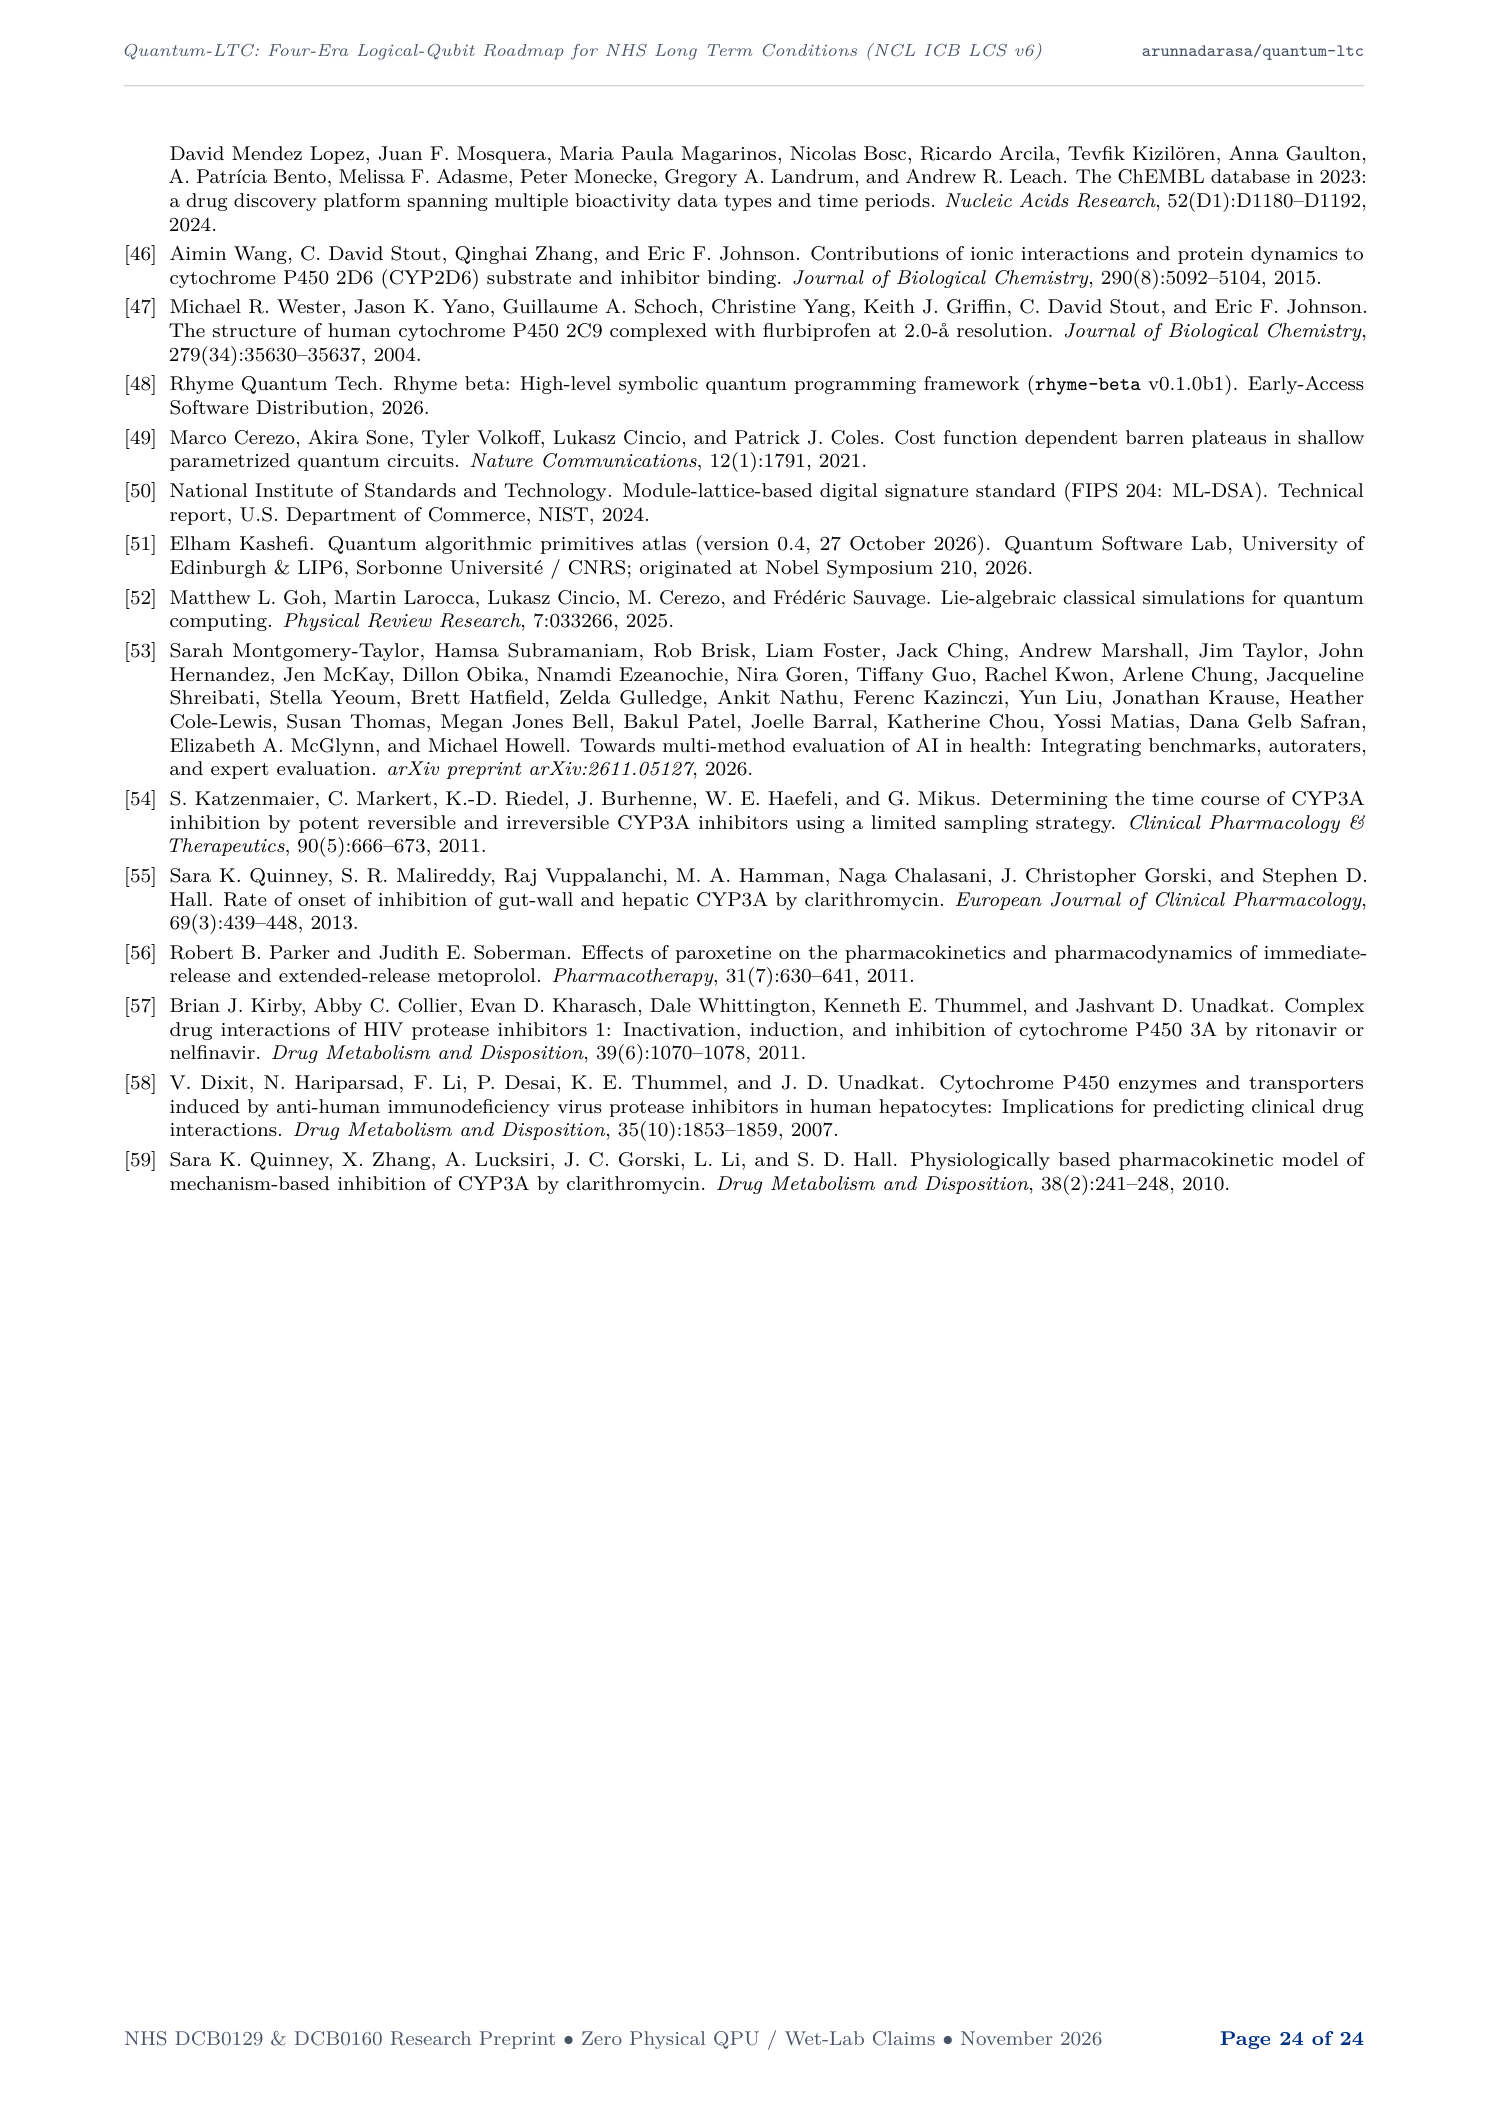 Quantum-LTC: Four-Era Logical-Qubit Roadmap for NHS Long Term Conditions (NCL ICB LCS v6) arunnadarasa/quantum-ltc
David Mendez Lopez, Juan F. Mosquera, Maria Paula Magarinos, Nicolas Bosc, Ricardo Arcila, Tevfik Kizilören, Anna Gaulton,
A. Patrícia Bento, Melissa F. Adasme, Peter Monecke, Gregory A. Landrum, and Andrew R. Leach. The ChEMBL database in 2023:
a drug discovery platform spanning multiple bioactivity data types and time periods. Nucleic Acids Research, 52(D1):D1180–D1192,
2024.
[46] Aimin Wang, C. David Stout, Qinghai Zhang, and Eric F. Johnson. Contributions of ionic interactions and protein dynamics to
cytochrome P450 2D6 (CYP2D6) substrate and inhibitor binding. Journal of Biological Chemistry, 290(8):5092–5104, 2015.
[47] Michael R. Wester, Jason K. Yano, Guillaume A. Schoch, Christine Yang, Keith J. Griffin, C. David Stout, and Eric F. Johnson.
The structure of human cytochrome P450 2C9 complexed with flurbiprofen at 2.0-å resolution. Journal of Biological Chemistry,
279(34):35630–35637, 2004.
[48] Rhyme Quantum Tech. Rhyme beta: High-level symbolic quantum programming framework (rhyme-beta v0.1.0b1). Early-Access
Software Distribution, 2026.
[49] Marco Cerezo, Akira Sone, Tyler Volkoff, Lukasz Cincio, and Patrick J. Coles. Cost function dependent barren plateaus in shallow
parametrized quantum circuits. Nature Communications, 12(1):1791, 2021.
[50] National Institute of Standards and Technology. Module-lattice-based digital signature standard (FIPS 204: ML-DSA). Technical
report, U.S. Department of Commerce, NIST, 2024.
[51] Elham Kashefi. Quantum algorithmic primitives atlas (version 0.4, 27 October 2026). Quantum Software Lab, University of
Edinburgh & LIP6, Sorbonne Université / CNRS; originated at Nobel Symposium 210, 2026.
[52] Matthew L. Goh, Martin Larocca, Lukasz Cincio, M. Cerezo, and Frédéric Sauvage. Lie-algebraic classical simulations for quantum
computing. Physical Review Research, 7:033266, 2025.
[53] Sarah Montgomery-Taylor, Hamsa Subramaniam, Rob Brisk, Liam Foster, Jack Ching, Andrew Marshall, Jim Taylor, John
Hernandez, Jen McKay, Dillon Obika, Nnamdi Ezeanochie, Nira Goren, Tiffany Guo, Rachel Kwon, Arlene Chung, Jacqueline
Shreibati, Stella Yeoum, Brett Hatfield, Zelda Gulledge, Ankit Nathu, Ferenc Kazinczi, Yun Liu, Jonathan Krause, Heather
Cole-Lewis, Susan Thomas, Megan Jones Bell, Bakul Patel, Joelle Barral, Katherine Chou, Yossi Matias, Dana Gelb Safran,
Elizabeth A. McGlynn, and Michael Howell. Towards multi-method evaluation of AI in health: Integrating benchmarks, autoraters,
and expert evaluation. arXiv preprint arXiv:2611.05127, 2026.
[54] S. Katzenmaier, C. Markert, K.-D. Riedel, J. Burhenne, W. E. Haefeli, and G. Mikus. Determining the time course of CYP3A
inhibition by potent reversible and irreversible CYP3A inhibitors using a limited sampling strategy. Clinical Pharmacology &
Therapeutics, 90(5):666–673, 2011.
[55] Sara K. Quinney, S. R. Malireddy, Raj Vuppalanchi, M. A. Hamman, Naga Chalasani, J. Christopher Gorski, and Stephen D.
Hall. Rate of onset of inhibition of gut-wall and hepatic CYP3A by clarithromycin. European Journal of Clinical Pharmacology,
69(3):439–448, 2013.
[56] Robert B. Parker and Judith E. Soberman. Effects of paroxetine on the pharmacokinetics and pharmacodynamics of immediate-
release and extended-release metoprolol. Pharmacotherapy, 31(7):630–641, 2011.
[57] Brian J. Kirby, Abby C. Collier, Evan D. Kharasch, Dale Whittington, Kenneth E. Thummel, and Jashvant D. Unadkat. Complex
drug interactions of HIV protease inhibitors 1: Inactivation, induction, and inhibition of cytochrome P450 3A by ritonavir or
nelfinavir. Drug Metabolism and Disposition, 39(6):1070–1078, 2011.
[58] V. Dixit, N. Hariparsad, F. Li, P. Desai, K. E. Thummel, and J. D. Unadkat. Cytochrome P450 enzymes and transporters
induced by anti-human immunodeficiency virus protease inhibitors in human hepatocytes: Implications for predicting clinical drug
interactions. Drug Metabolism and Disposition, 35(10):1853–1859, 2007.
[59] Sara K. Quinney, X. Zhang, A. Lucksiri, J. C. Gorski, L. Li, and S. D. Hall. Physiologically based pharmacokinetic model of
mechanism-based inhibition of CYP3A by clarithromycin. Drug Metabolism and Disposition, 38(2):241–248, 2010.
NHS DCB0129 & DCB0160 Research Preprint • Zero Physical QPU / Wet-Lab Claims • November 2026 Page 24 of 24